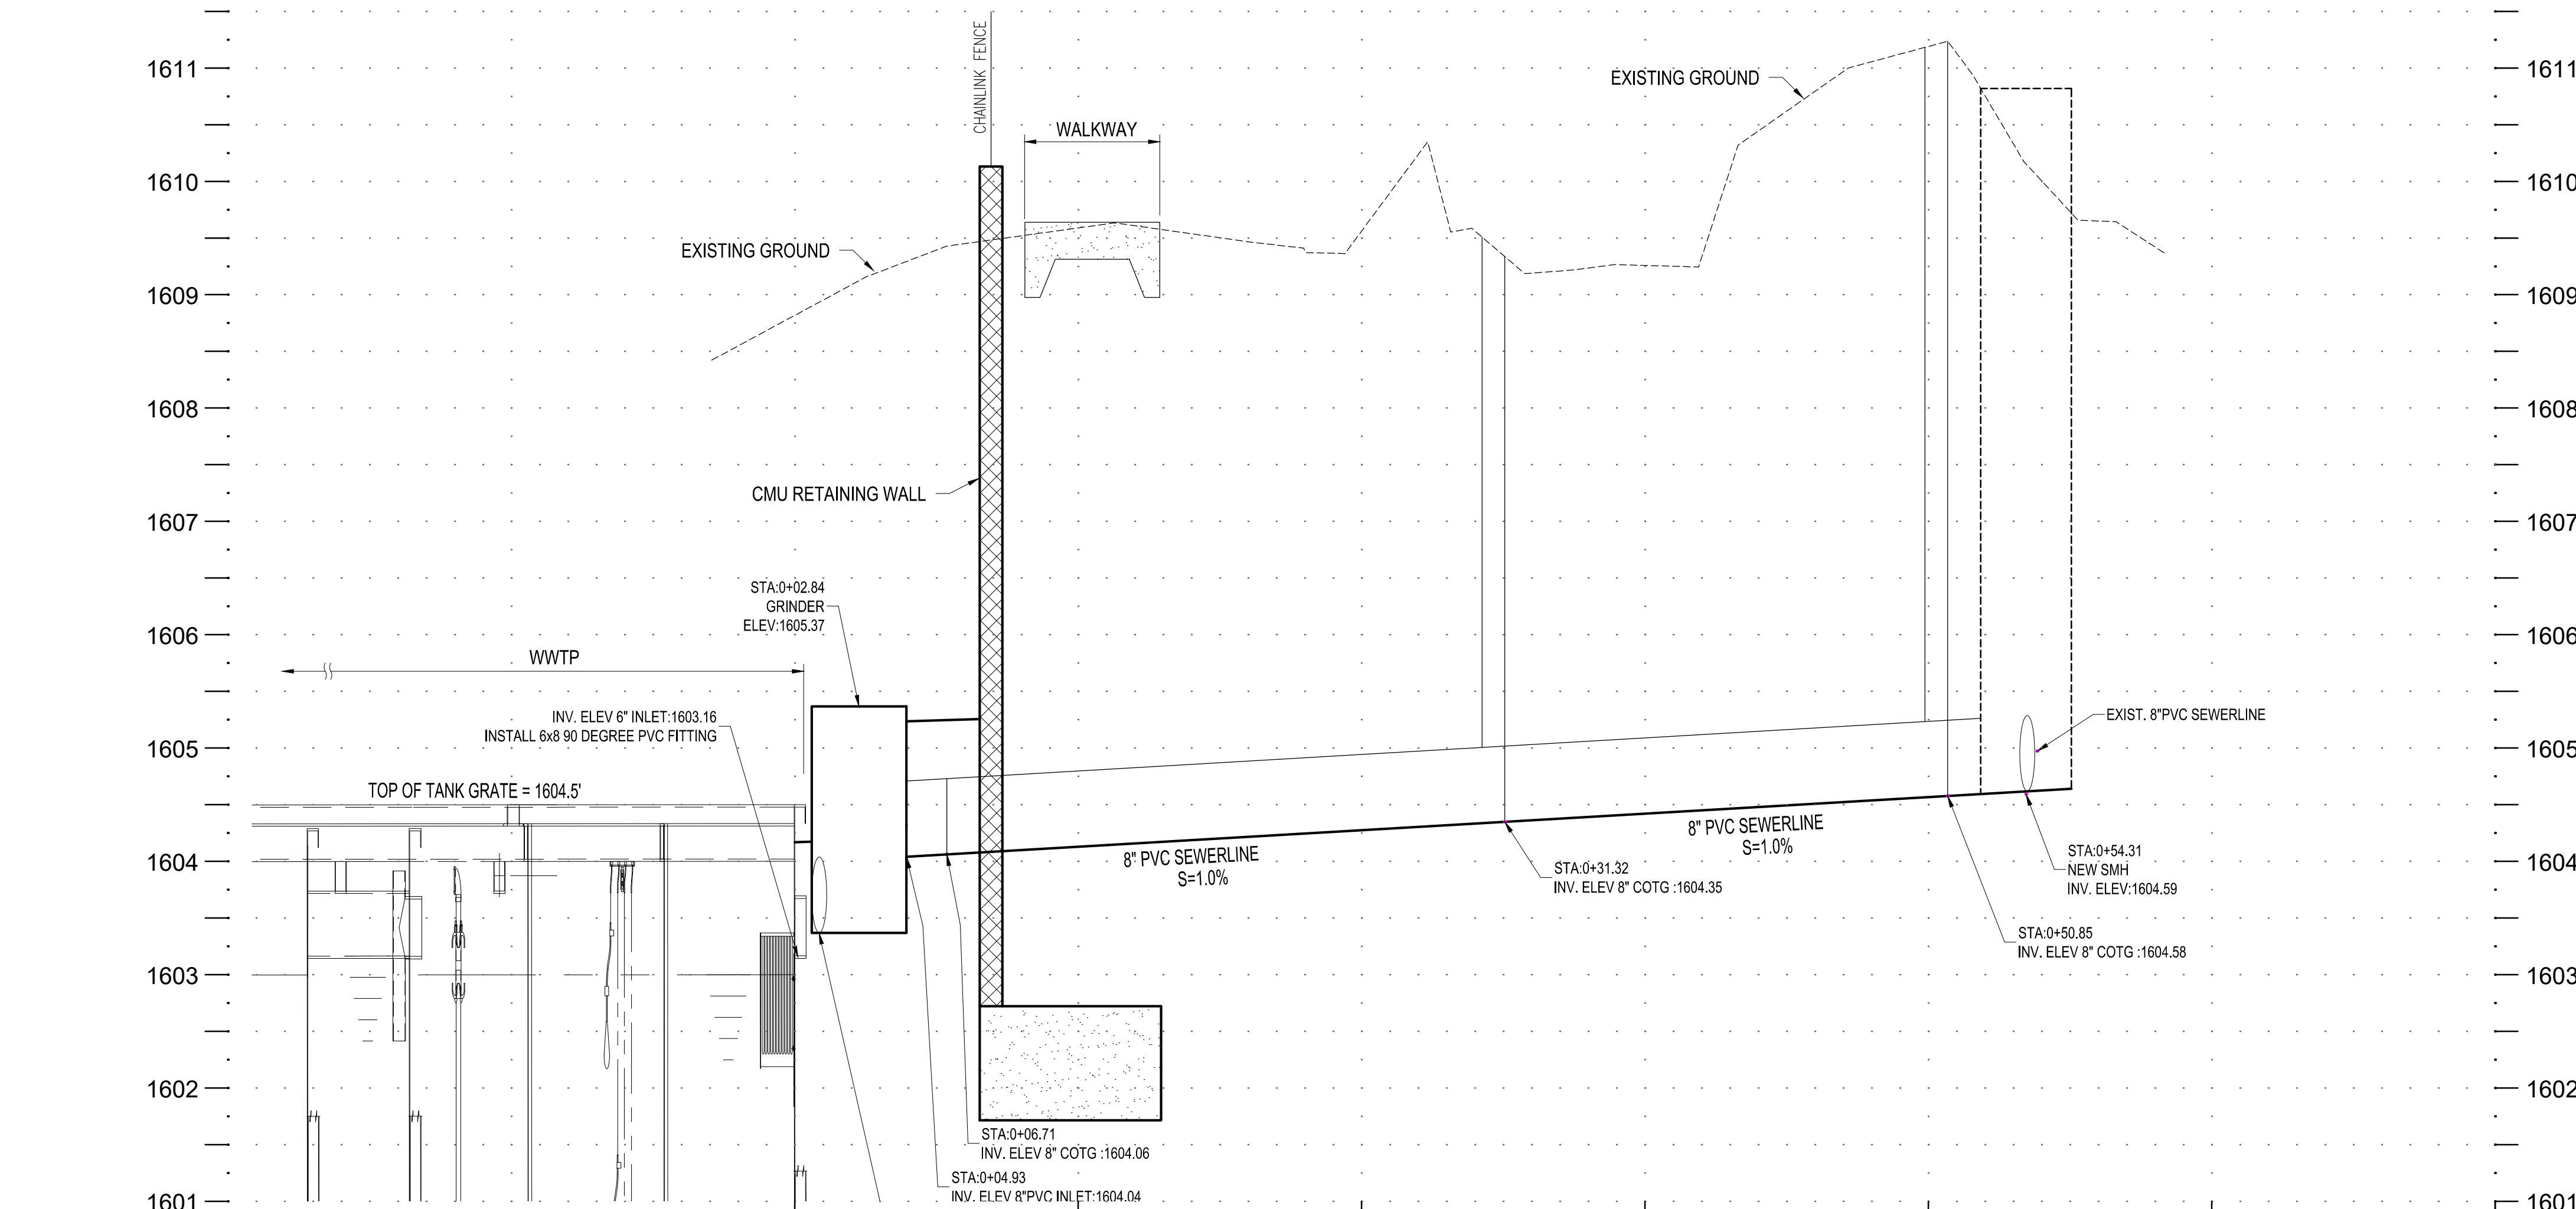 CHAINLINK FENCE
1611
EXISTING GROUND
1611
WALKWAY
1610
1610
EXISTING GROUND
1609
1609
1608
1608
CMU RETAINING WALL
1607
1607
STA:0+02.84
GRINDER
ELEV:1605.37
1606
1606
WWTP
INV. ELEV 6" INLET:1603.16
INSTALL 6x8 90 DEGREE PVC FITTING
EXIST. 8"PVC SEWERLINE
1605
1605
TOP OF TANK GRATE = 1604.5'
8" PVC SEWERLINE
S=1.0%
8" PVC SEWERLINE
S=1.0%
1604
1604
STA:0+31.32
INV. ELEV 8" COTG :1604.35
STA:0+54.31
NEW SMH
INV. ELEV:1604.59
STA:0+50.85
INV. ELEV 8" COTG :1604.58
1603
1603
1602
1602
STA:0+06.71
INV. ELEV 8" COTG :1604.06
STA:0+04.93
INV. ELEV 8"PVC INLET:1604.04
1601
1601